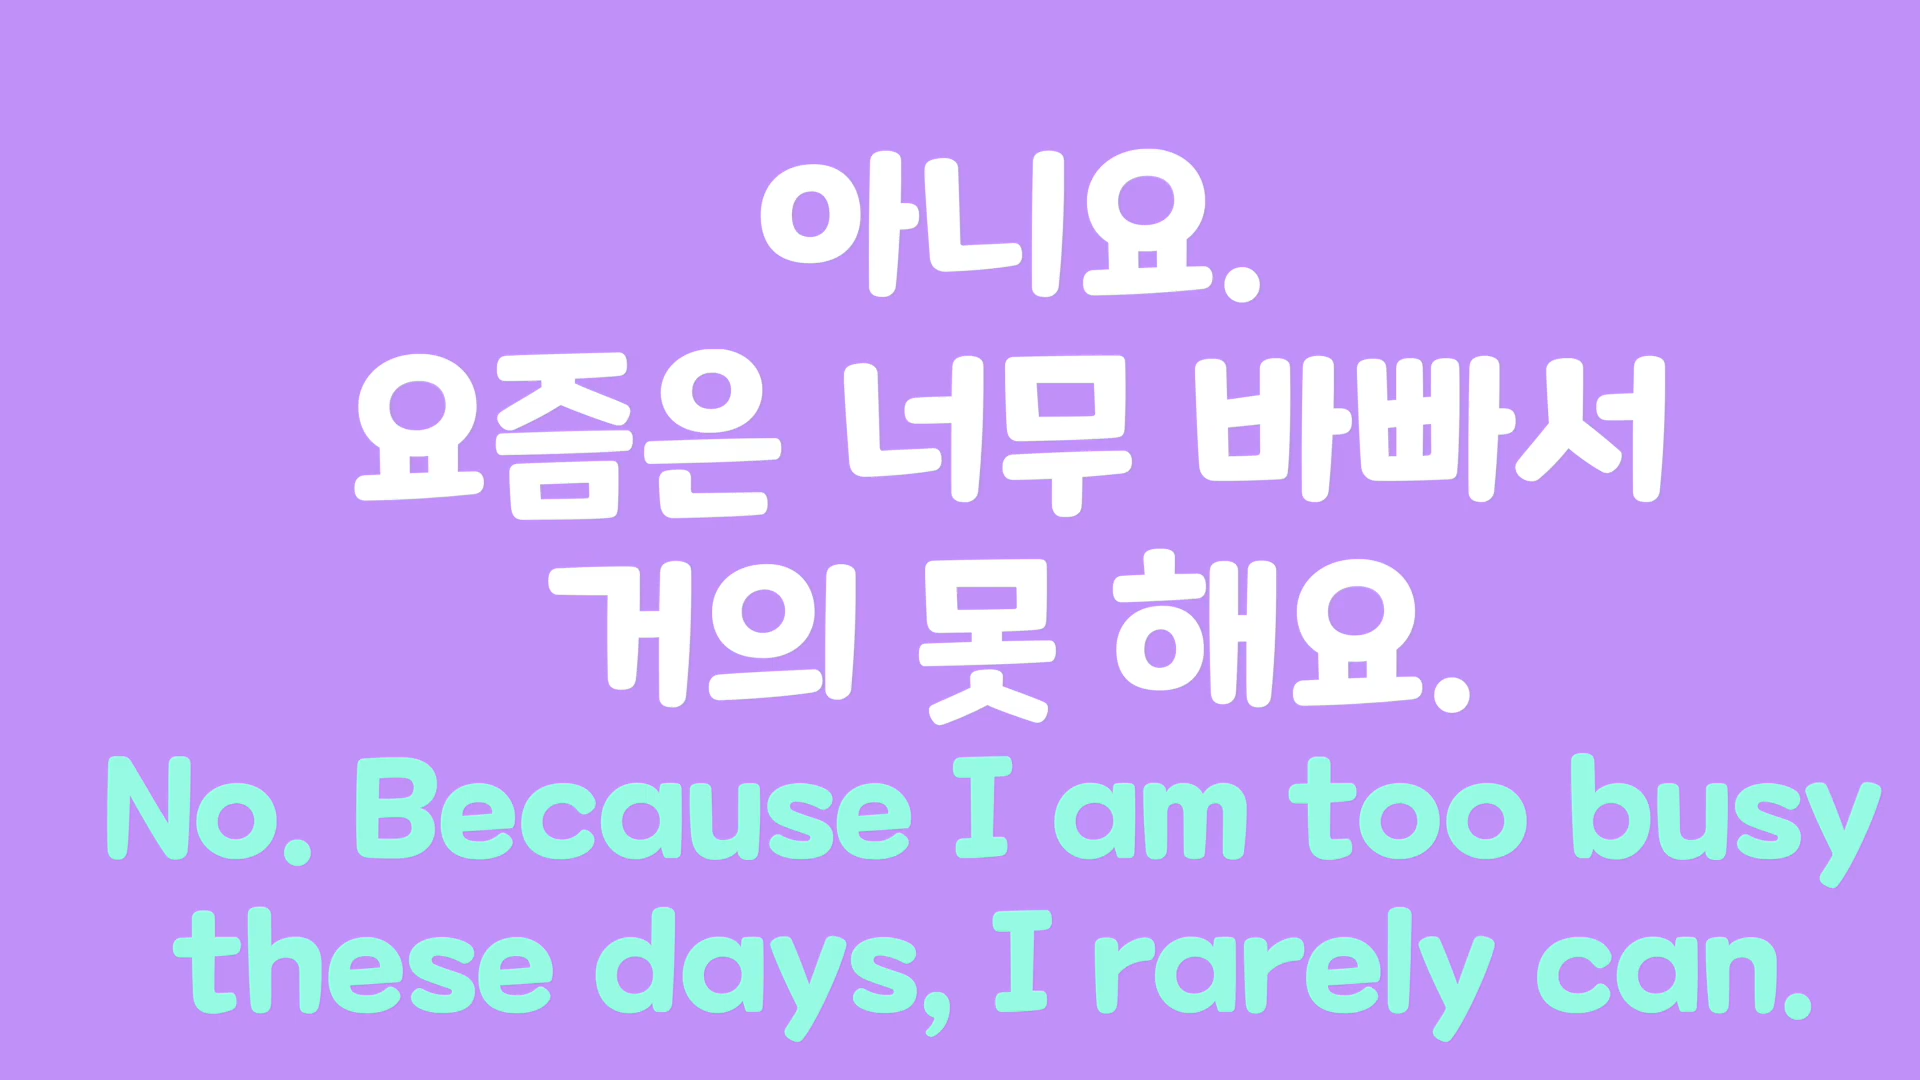 아니요.
요즘은 너무 바빠서
거의 못 해요.
No. Because I am too busy
these days, I rarely can.